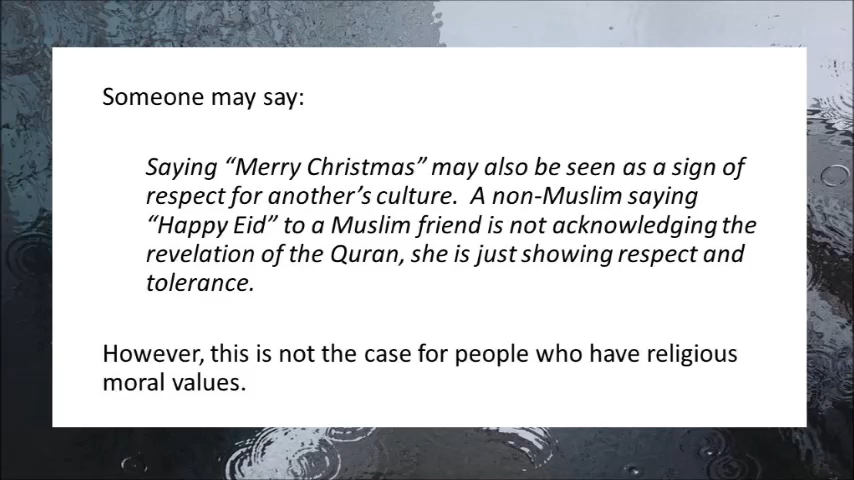 Someone may say:
Saying “Merry Christmas” may also be seen as a sign of
respect for another’s culture.  A non-Muslim saying
“Happy Eid” to a Muslim friend is not acknowledging the
revelation of the Quran, she is just showing respect and
tolerance.
However, this is not the case for people who have religious
moral values.